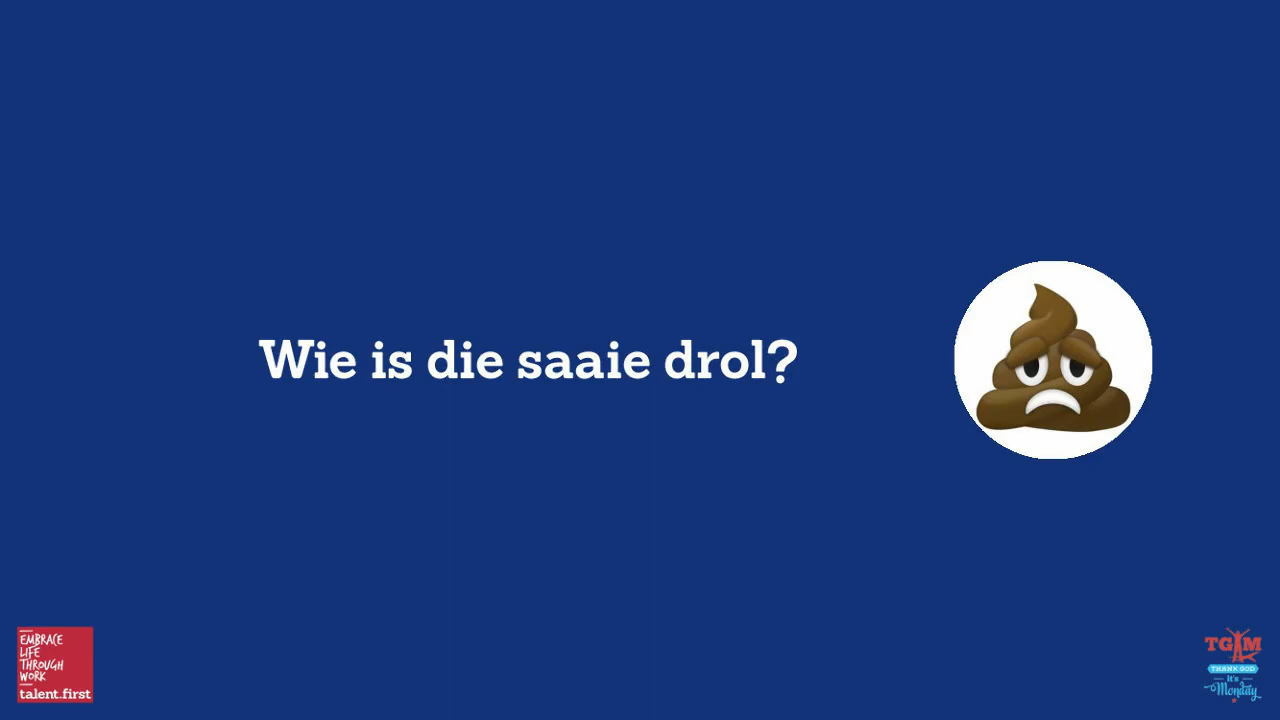 Wie is die saaie drol?
EMBRACE
LIFE
THROUGH
WORK
talent.first
TGIM
THANK GOD
it's
Monday